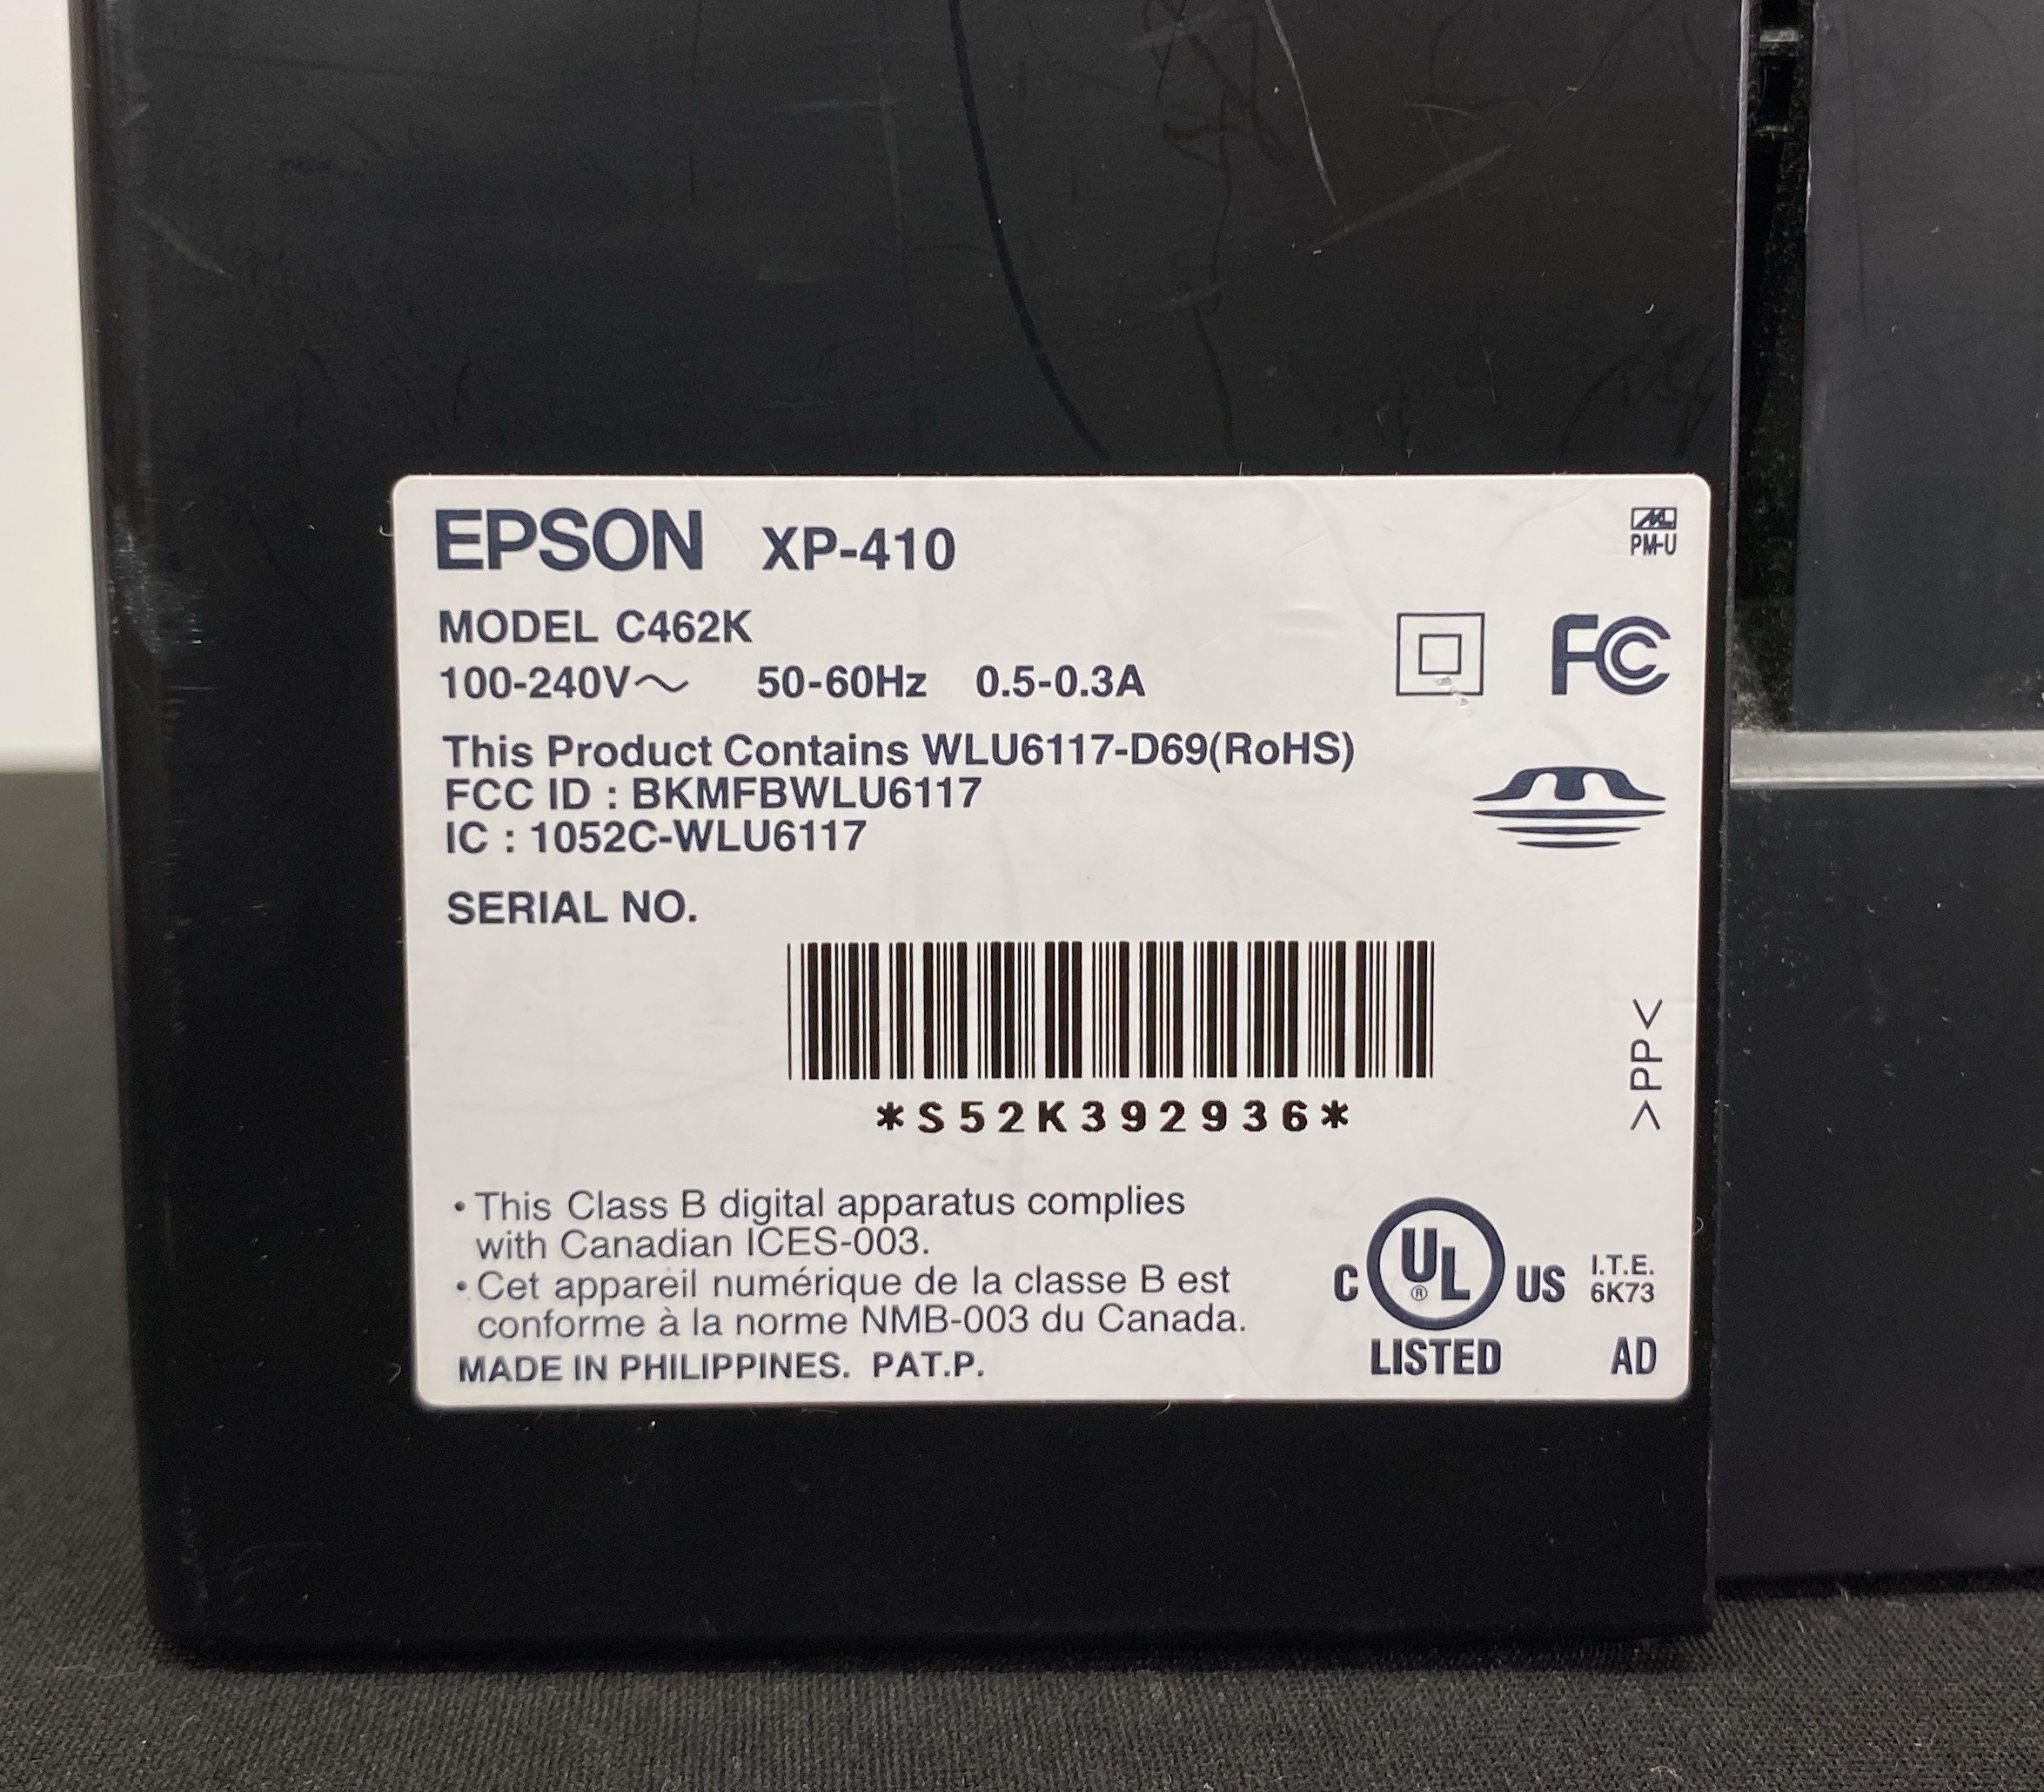 EPSON XP-410
PM-U
MODEL C462K
100-240V～ 50-60Hz 0.5-0.3A
FC
This Product Contains WLU6117-D69(RoHS)
FCC ID : BKMFBWLU6117
IC : 1052C-WLU6117
SERIAL NO.
*S52K392936*
>PP<
• This Class B digital apparatus complies
with Canadian ICES-003.
• Cet appareil numérique de la classe B est
conforme à la norme NMB-003 du Canada.
MADE IN PHILIPPINES. PAT.P.
C UL® US
LISTED
I.T.E.
6K73
AD